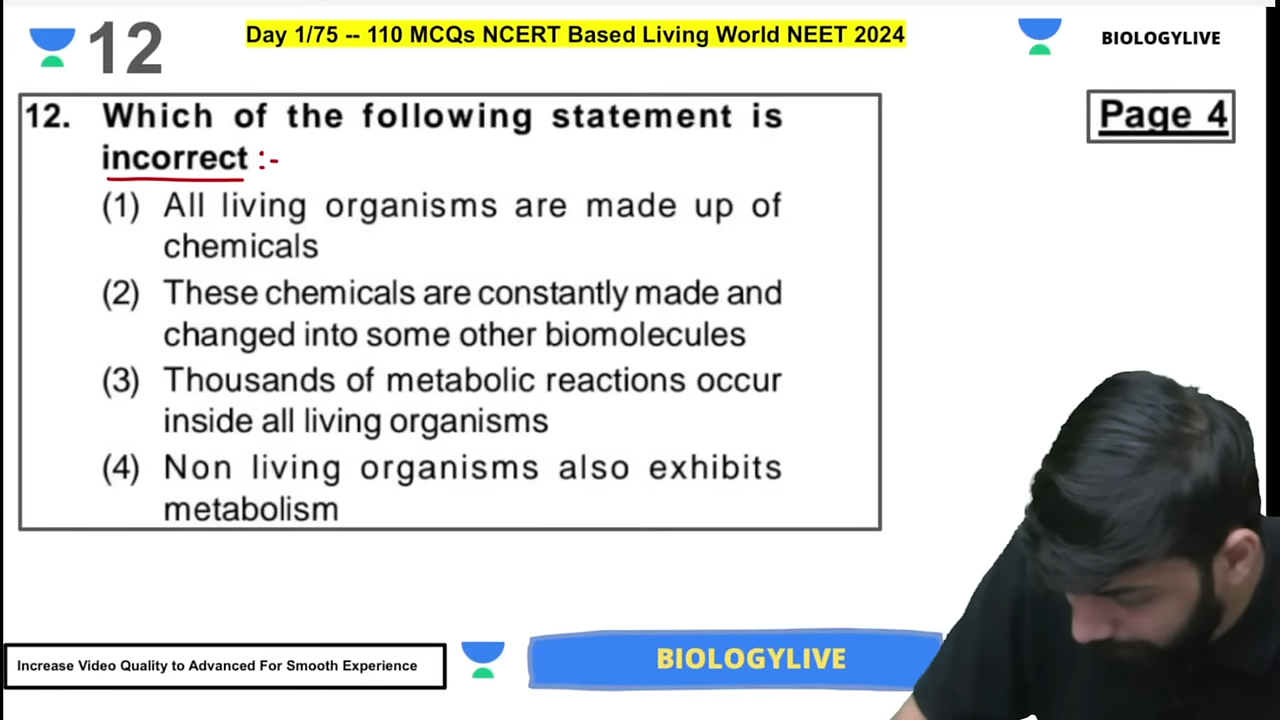 12
Day 1/75 -- 110 MCQs NCERT Based Living World NEET 2024
BIOLOGYLIVE
12. Which of the following statement is
incorrect :-
Page 4
(1) All living organisms are made up of
chemicals
(2) These chemicals are constantly made and
changed into some other biomolecules
(3) Thousands of metabolic reactions occur
inside all living organisms
(4) Non living organisms also exhibits
metabolism
Increase Video Quality to Advanced For Smooth Experience
BIOLOGYLIVE